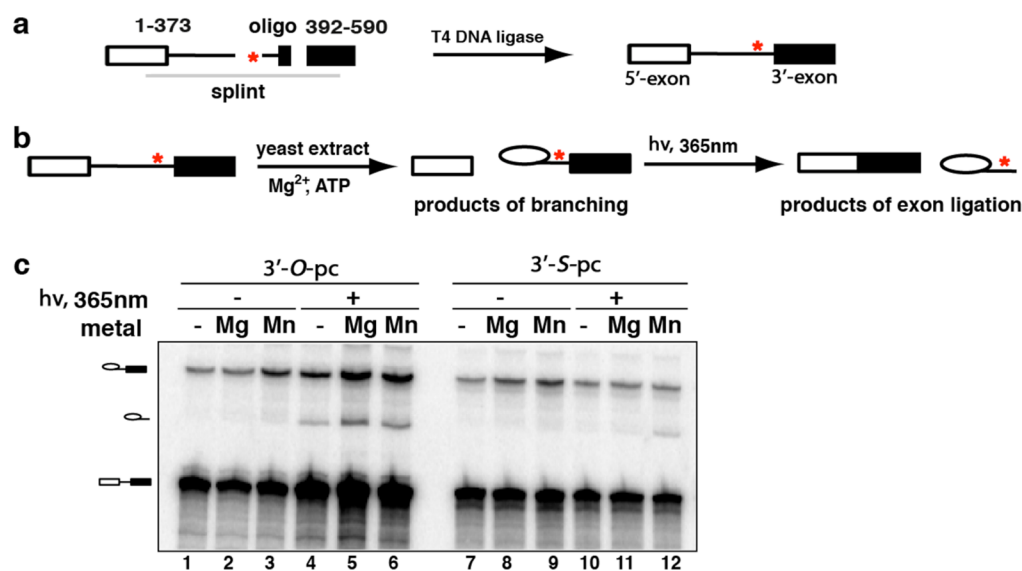 a
1-373 oligo 392-590
*
splint
T4 DNA ligase
*
5′-exon 3′-exon
b
*
yeast extract
Mg2+, ATP
*
products of branching
hν, 365nm
*
products of exon ligation
c
3′-O-pc 3′-S-pc
hν, 365nm - + - +
metal - Mg Mn - Mg Mn - Mg Mn - Mg Mn
1 2 3 4 5 6 7 8 9 10 11 12